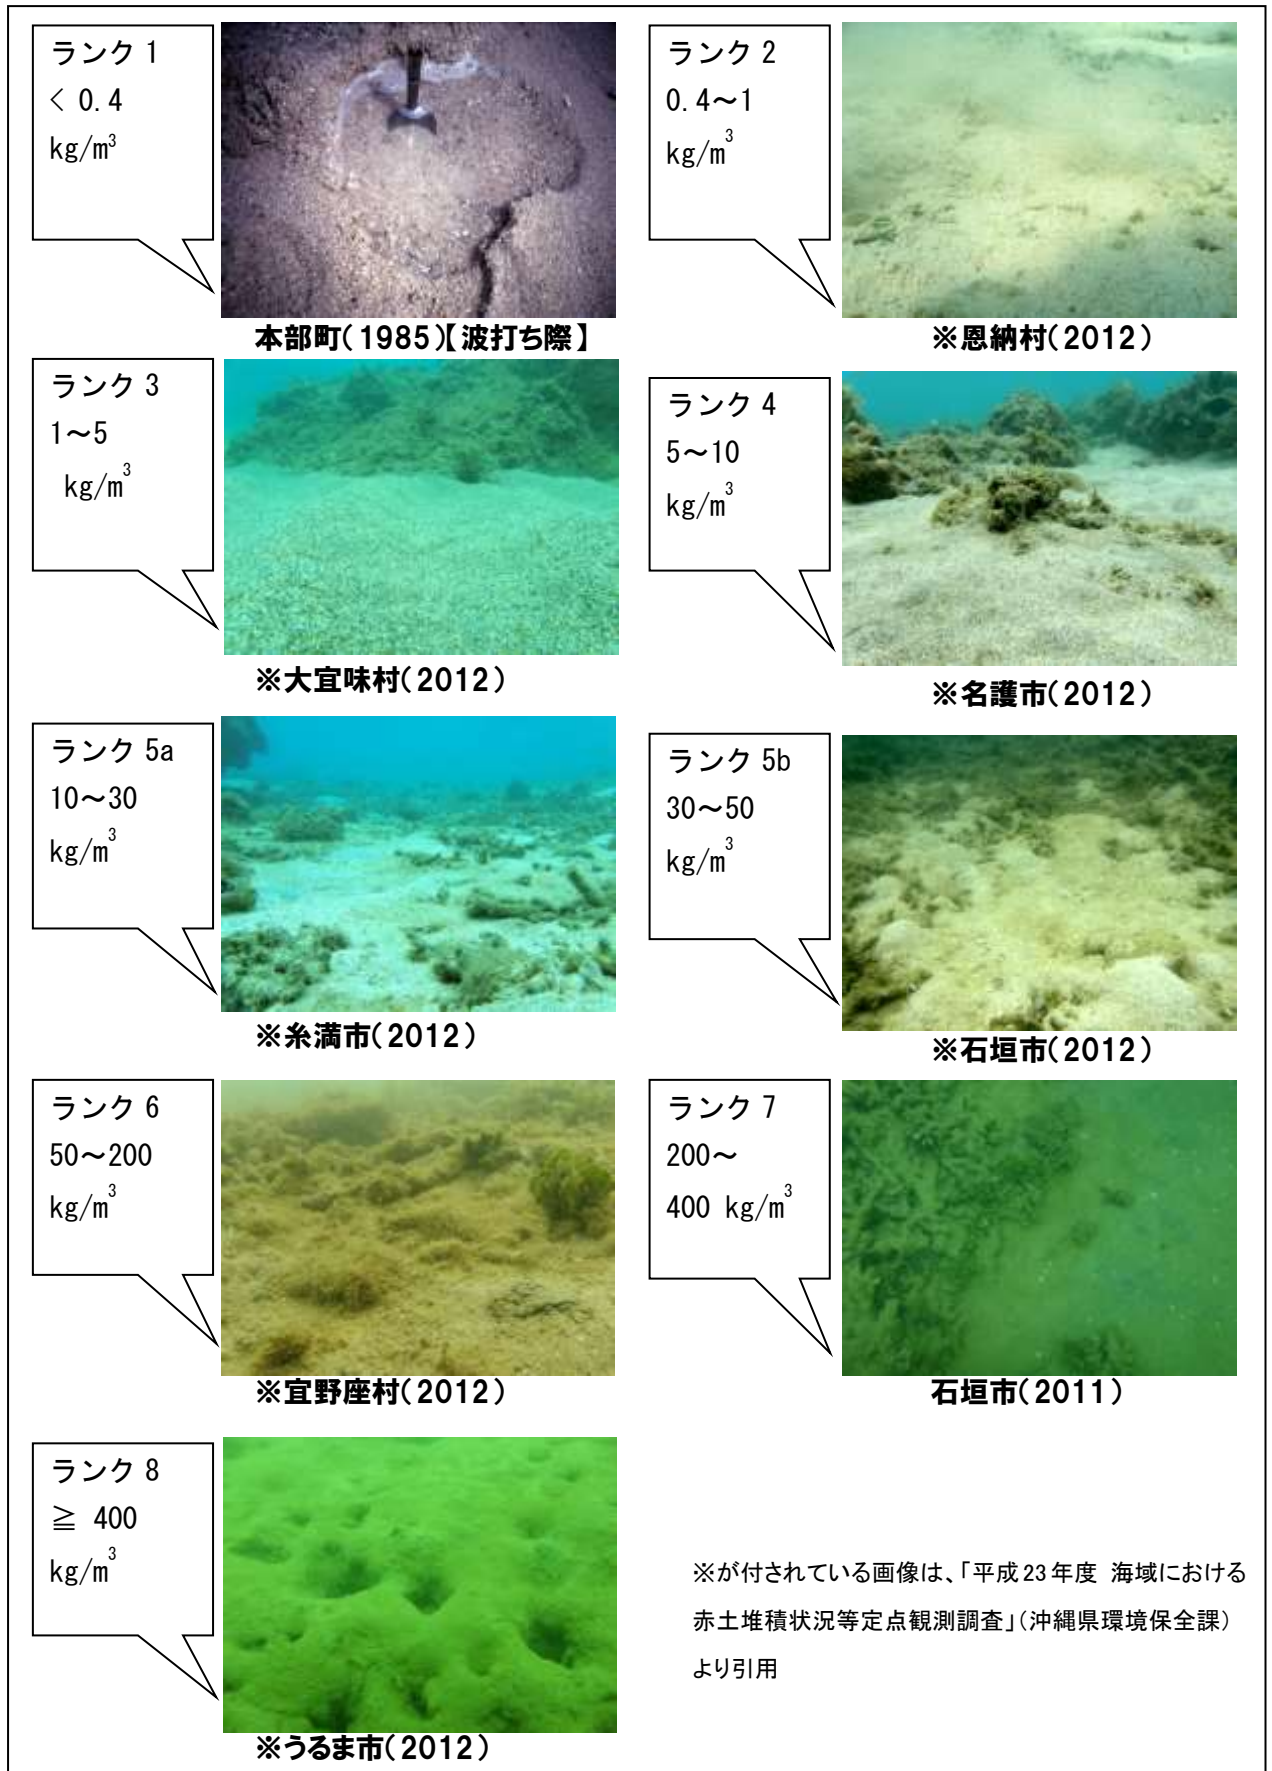 ランク 1
< 0.4
kg/m³
本部町(1985)【波打ち際】
ランク 2
0.4～1
kg/m³
※恩納村(2012)
ランク 3
1～5
kg/m³
※大宜味村(2012)
ランク 4
5～10
kg/m³
※名護市(2012)
ランク 5a
10～30
kg/m³
※糸満市(2012)
ランク 5b
30～50
kg/m³
※石垣市(2012)
ランク 6
50～200
kg/m³
※宜野座村(2012)
ランク 7
200～
400 kg/m³
石垣市(2011)
ランク 8
≧ 400
kg/m³
※うるま市(2012)
※が付されている画像は、「平成 23 年度 海域における
赤土堆積状況等定点観測調査」(沖縄県環境保全課)
より引用